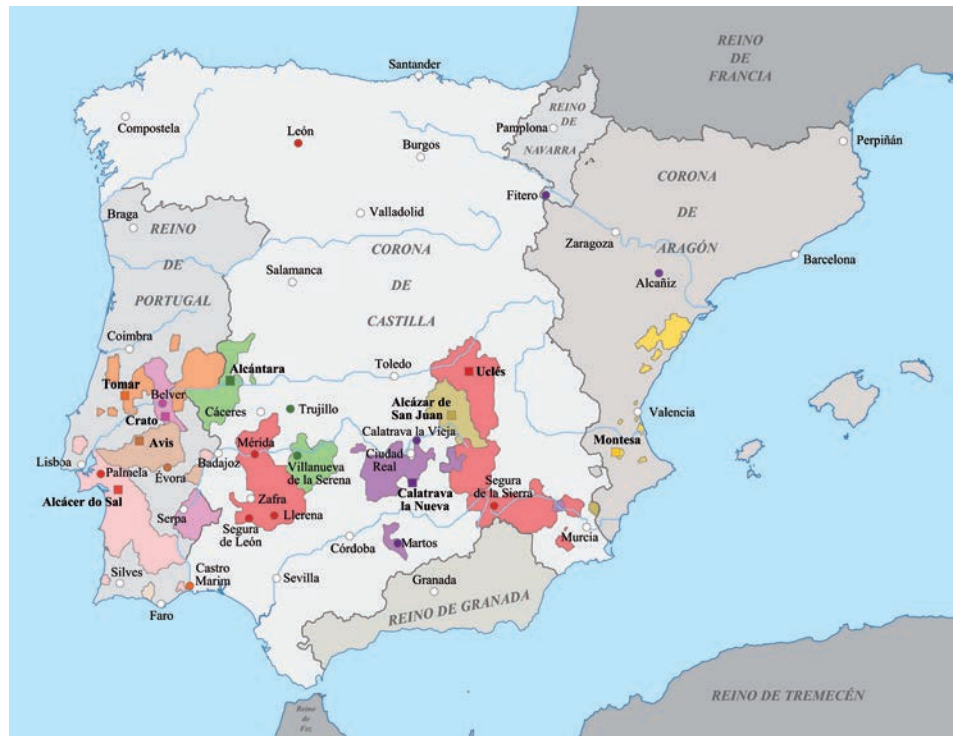 REINO
DE
FRANCIA
Santander
Compostela
León
Burgos
Pamplona
REINO
DE
NAVARRA
Perpiñán
Fitero
CORONA
DE
ARAGÓN
Braga
REINO
DE
PORTUGAL
Valladolid
Zaragoza
Barcelona
Salamanca
CORONA
DE
CASTILLA
Alcañiz
Coimbra
Tomar
Belver
Crato
Alcántara
Toledo
Uclés
Cáceres
Trujillo
Alcázar de
San Juan
Calatrava la Vieja
Valencia
Montesa
Avis
Lisboa
Badajoz
Mérida
Villanueva
de la Serena
Ciudad
Real
Palmela
Évora
Calatrava
la Nueva
Segura
de la Sierra
Alcácer do Sal
Zafra
Llerena
Serpa
Segura
de León
Murcia
Córdoba
Martos
Silves
Castro
Marim
Sevilla
Granada
Faro
REINO DE GRANADA
Reino
de
Fez
REINO DE TREMECÉN